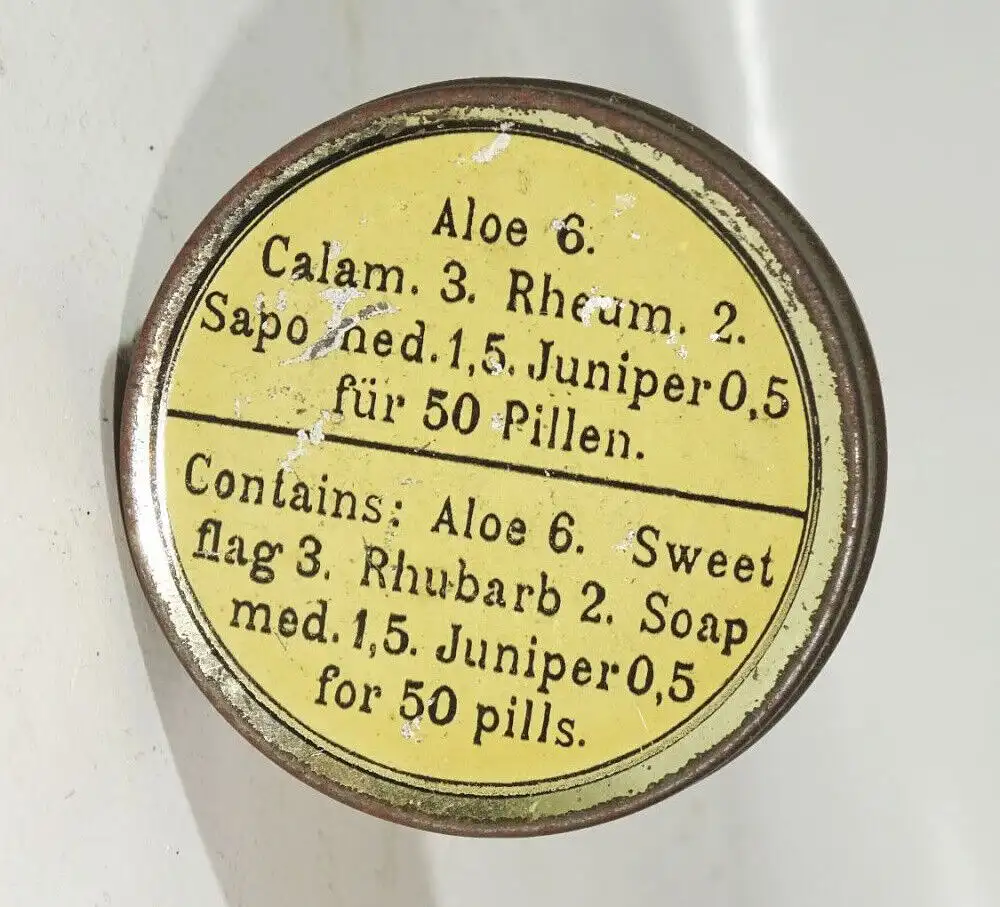 Aloe 6.
Calam. 3. Rheum. 2.
Sapo med. 1,5. Juniper 0,5
für 50 Pillen.
Contains: Aloe 6. Sweet
flag 3. Rhubarb 2. Soap
med. 1,5. Juniper 0,5
for 50 pills.